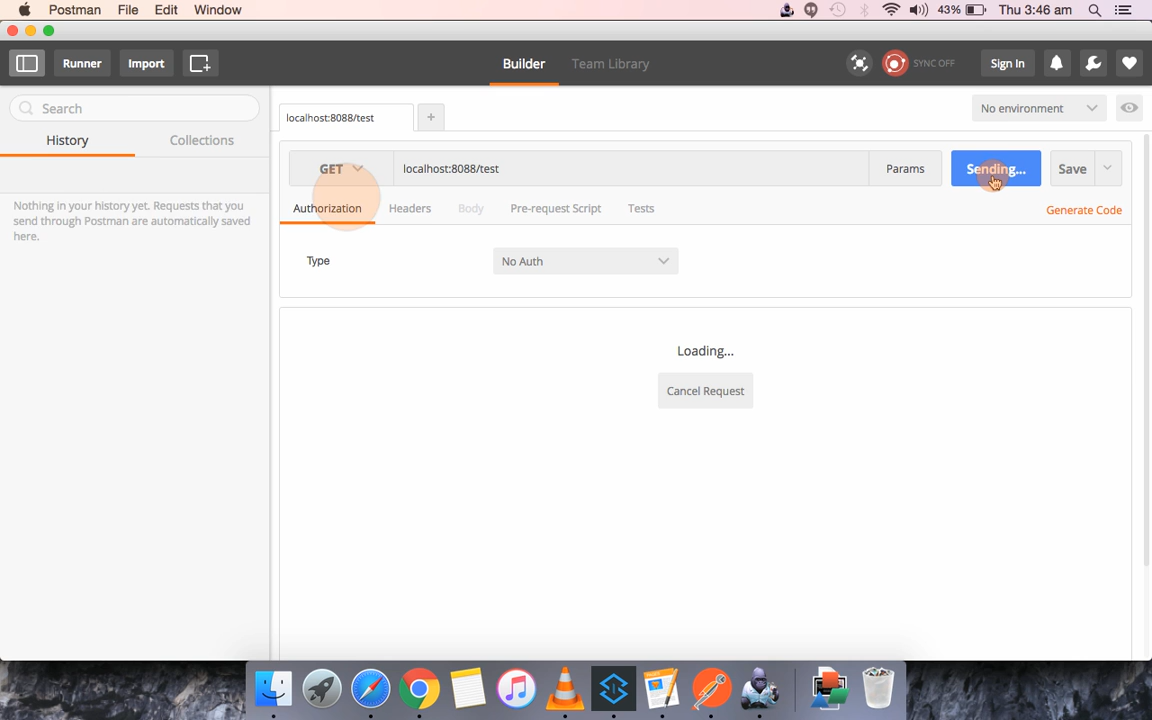 Postman File Edit Window 43% Thu 3:46 am
Runner Import Builder Team Library SYNC OFF Sign In
Search
History Collections
Nothing in your history yet. Requests that you
send through Postman are automatically saved
here.
localhost:8088/test + No environment
GET localhost:8088/test Params Sending... Save
Authorization Headers Body Pre-request Script Tests Generate Code
Type No Auth
Loading...
Cancel Request